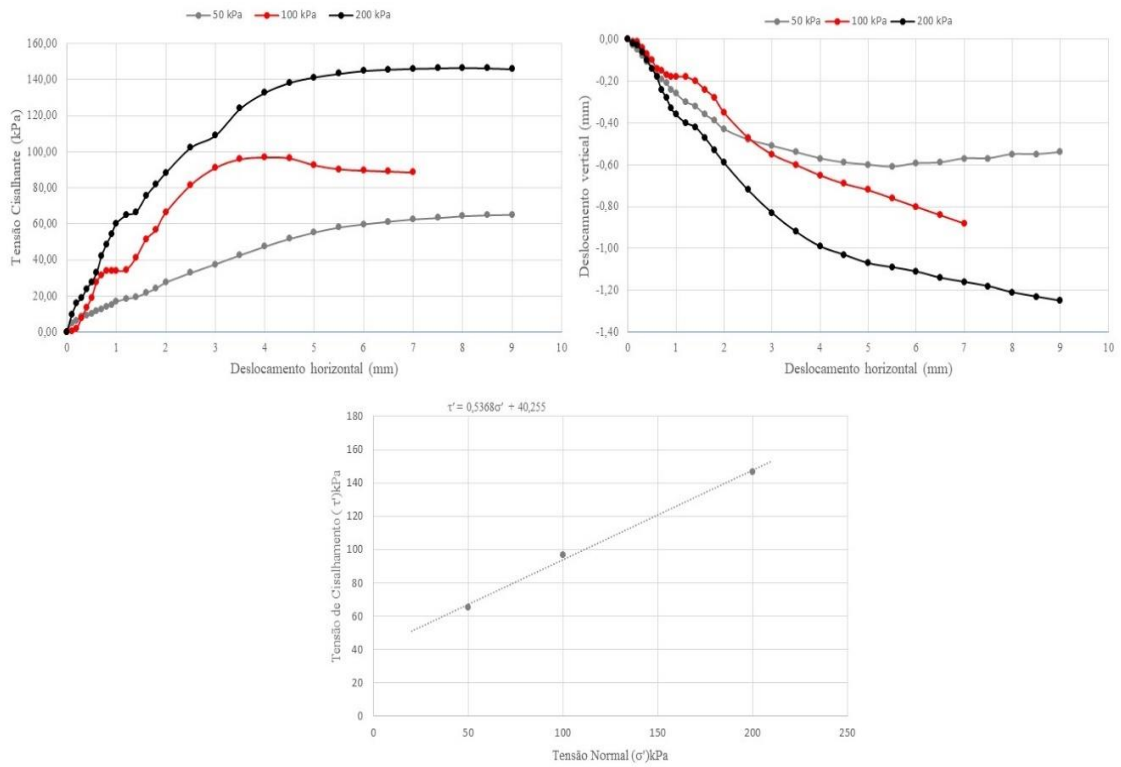 50 kPa 100 kPa 200 kPa
Tensão Cisalhante (kPa)
160,00
140,00
120,00
100,00
80,00
60,00
40,00
20,00
0,00
0 1 2 3 4 5 6 7 8 9 10
Deslocamento horizontal (mm)
50 kPa 100 kPa 200 kPa
Deslocamento vertical (mm)
0,00
-0,20
-0,40
-0,60
-0,80
-1,00
-1,20
-1,40
0 1 2 3 4 5 6 7 8 9 10
Deslocamento horizontal (mm)
τ' = 0,5368σ' + 40,255
Tensão de Cisalhamento ( τ')kPa
180
160
140
120
100
80
60
40
20
0
0 50 100 150 200 250
Tensão Normal (σ')kPa